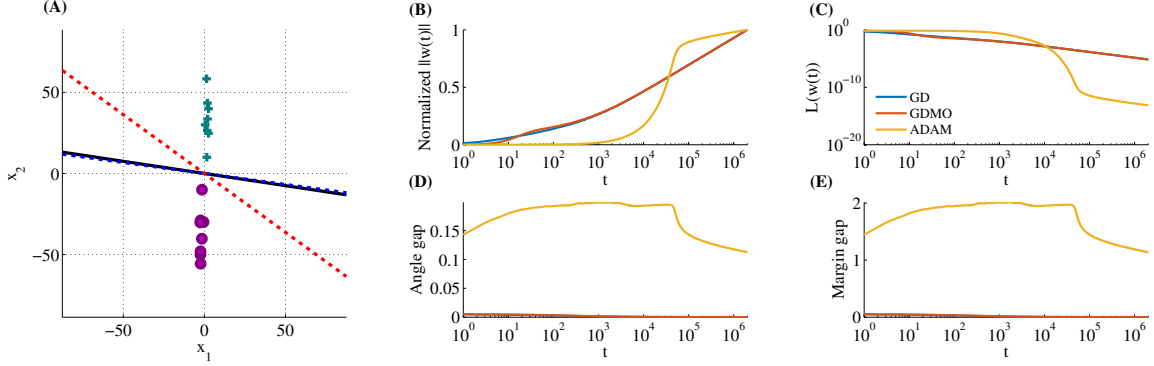 (A)
50
0
−50
x_2
−50
0
50
x_1
(B)
1
0.5
0
Normalized ||w(t)||
10^0
10^1
10^2
10^3
10^4
10^5
10^6
t
(C)
10^0
10^−10
10^−20
L(w(t))
GD
GDMO
ADAM
10^0
10^1
10^2
10^3
10^4
10^5
10^6
t
(D)
0.15
0.1
0.05
0
Angle gap
10^0
10^1
10^2
10^3
10^4
10^5
10^6
t
(E)
2
1
0
Margin gap
10^0
10^1
10^2
10^3
10^4
10^5
10^6
t